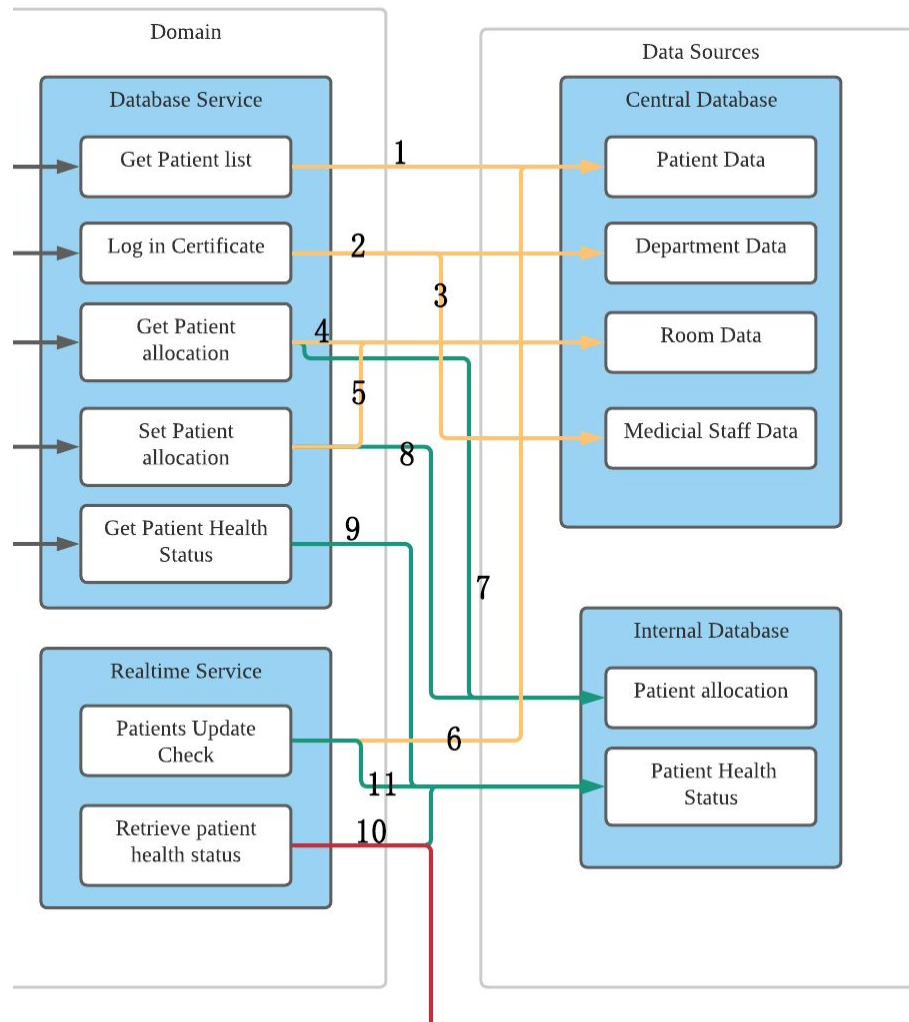 Domain
Database Service
Get Patient list
Log in Certificate
Get Patient
allocation
Set Patient
allocation
Get Patient Health
Status
Realtime Service
Patients Update
Check
Retrieve patient
health status
1
2
3
4
5
8
9
7
6
11
10
Data Sources
Central Database
Patient Data
Department Data
Room Data
Medicial Staff Data
Internal Database
Patient allocation
Patient Health
Status